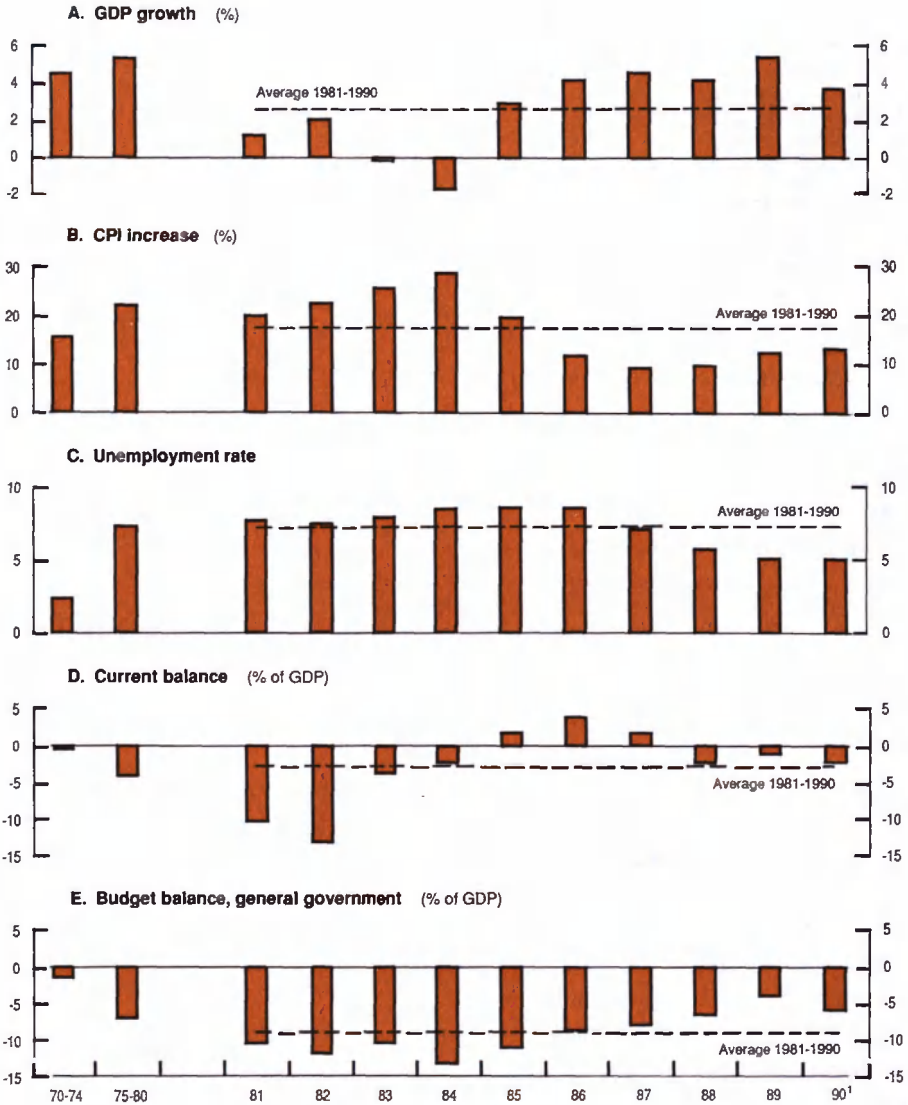 A. GDP growth (%)
6 6
4 4
Average 1981-1990
2 2
0 0
-2 -2
B. CPI increase (%)
30 30
Average 1981-1990
20 20
10 10
0 0
C. Unemployment rate
10 10
Average 1981-1990
5 5
0 0
D. Current balance (% of GDP)
5 5
0 0
-5 -5
Average 1981-1990
-10 -10
-15 -15
E. Budget balance, general government (% of GDP)
5 5
0 0
-5 -5
-10 -10
Average 1981-1990
-15 -15
70-74 75-80 81 82 83 84 85 86 87 88 89 90¹